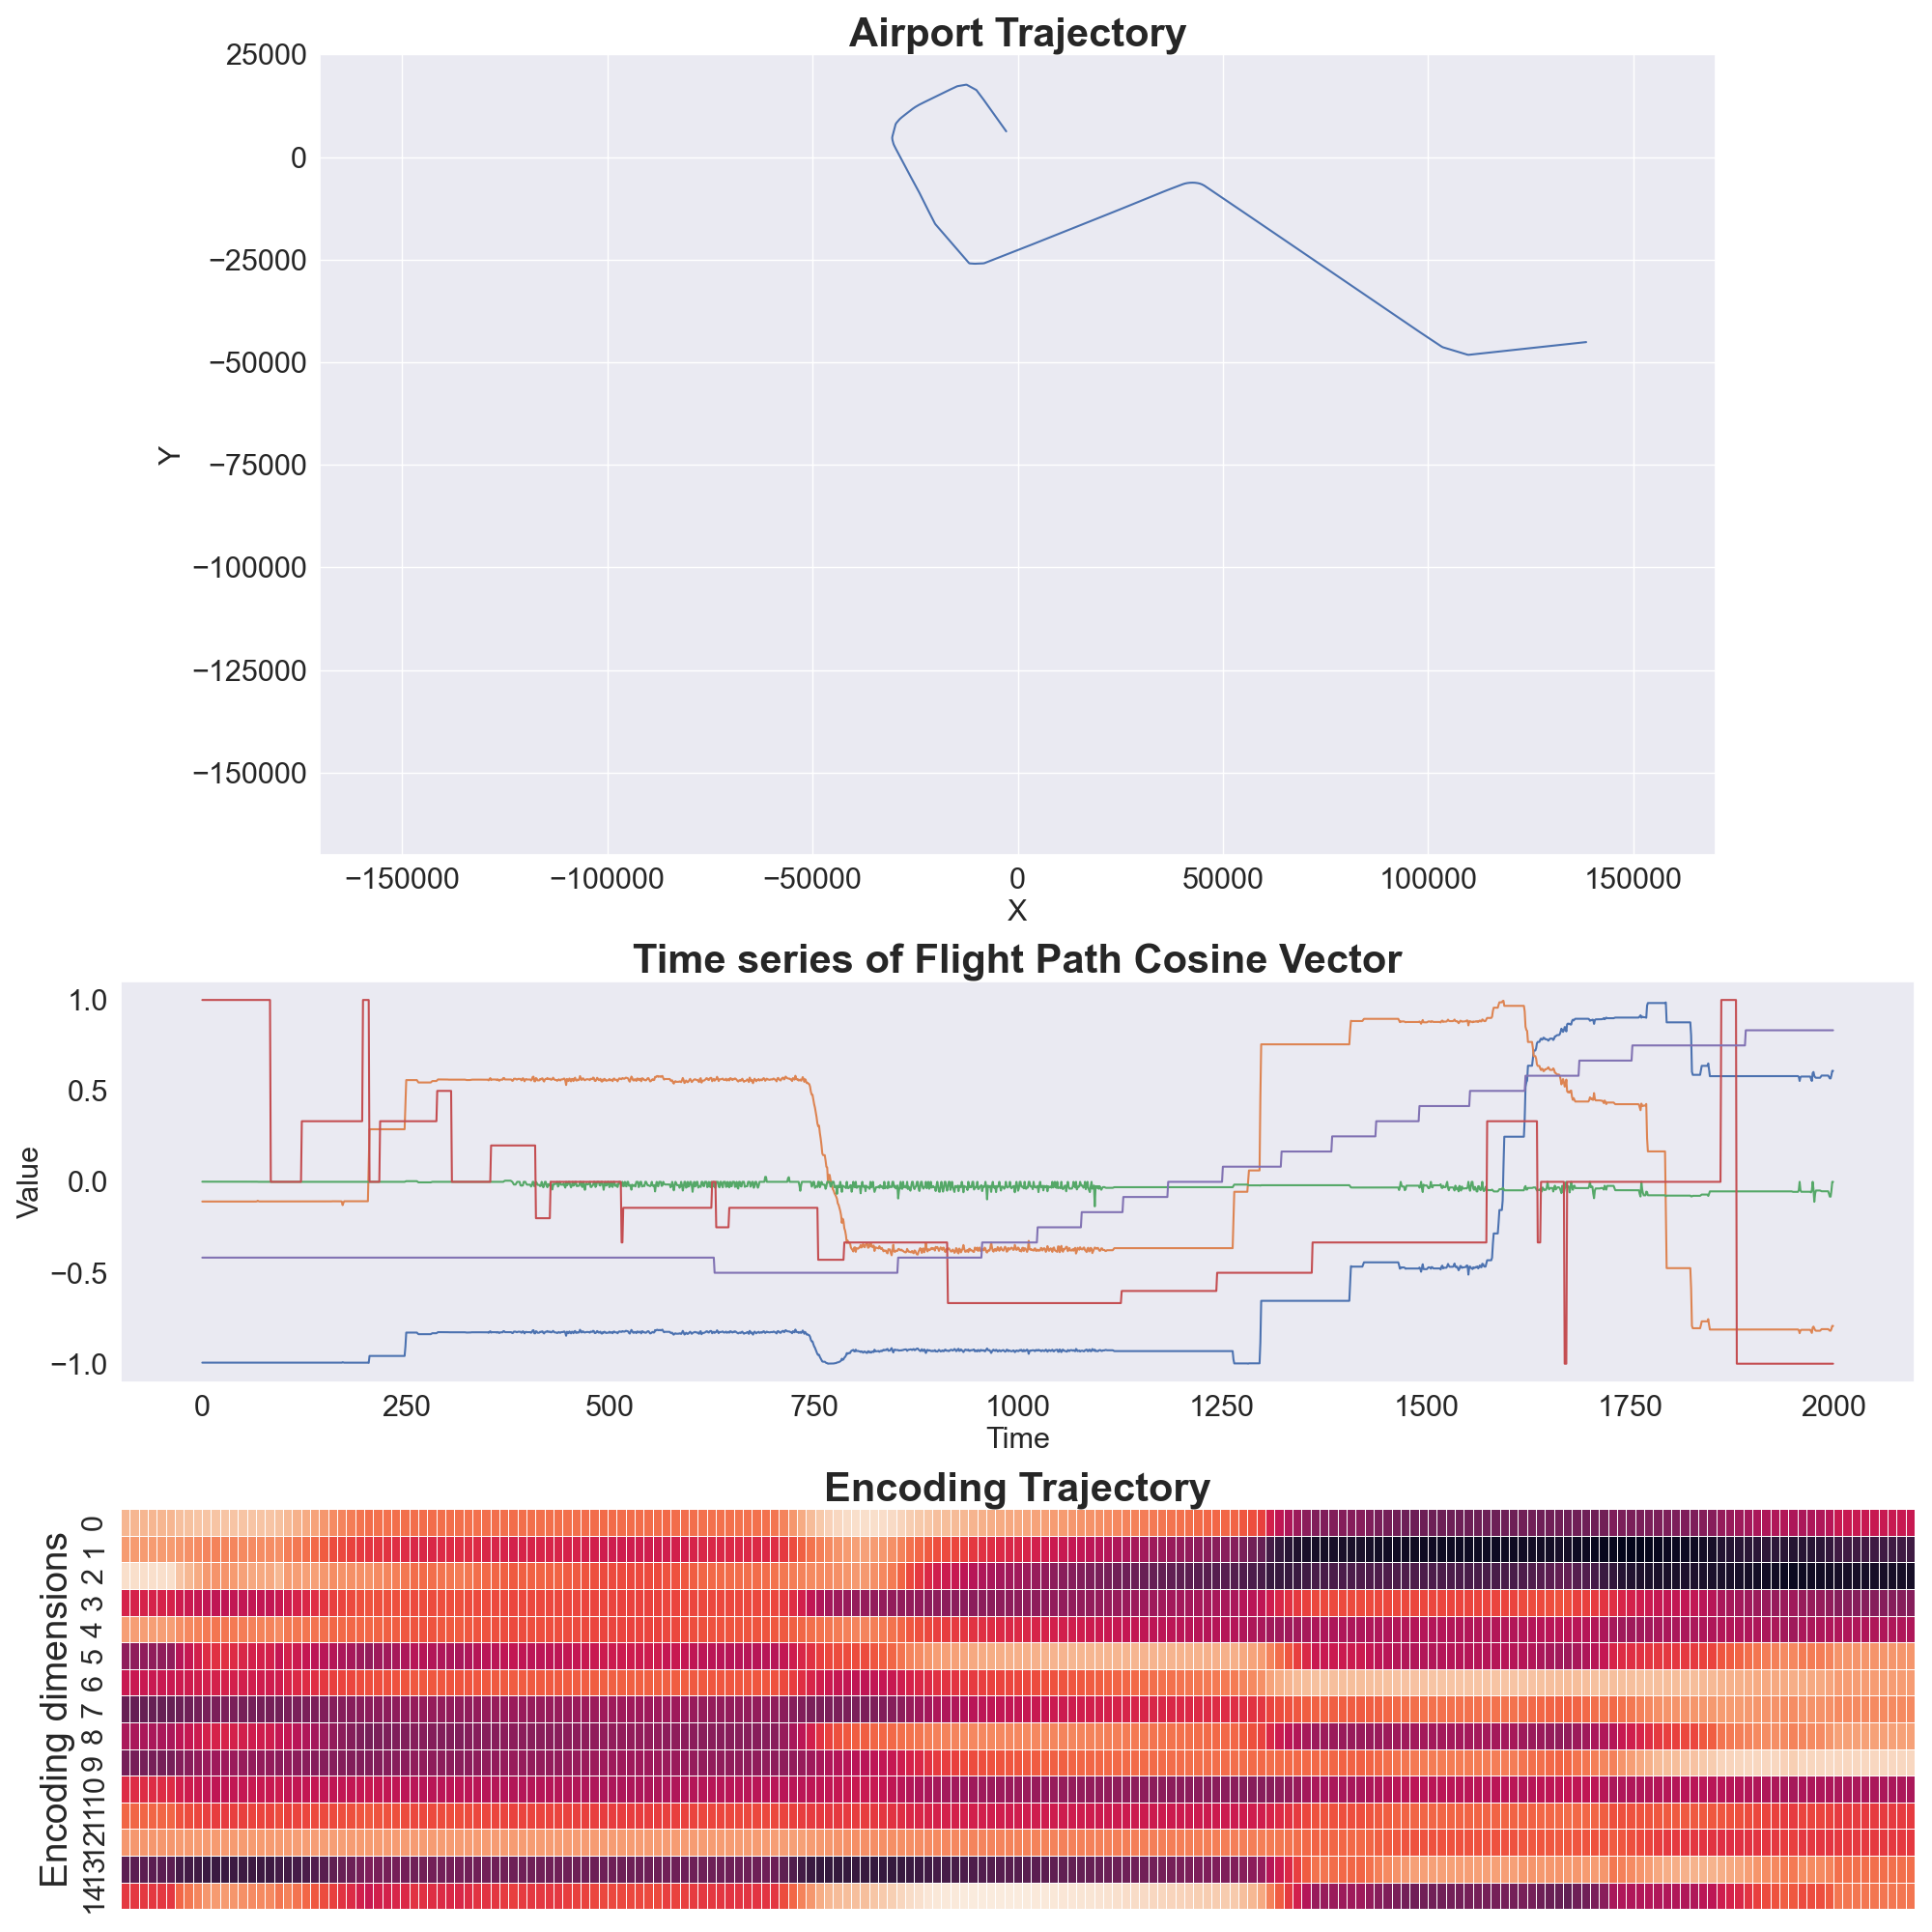 Airport Trajectory
25000
0
−25000
−50000
−75000
−100000
−125000
−150000
Y
−150000 −100000 −50000 0 50000 100000 150000
X
Time series of Flight Path Cosine Vector
1.0
0.5
0.0
−0.5
−1.0
Value
0 250 500 750 1000 1250 1500 1750 2000
Time
Encoding Trajectory
Encoding dimensions
0
1
2
3
4
5
6
7
8
9
10
11
12
13
14